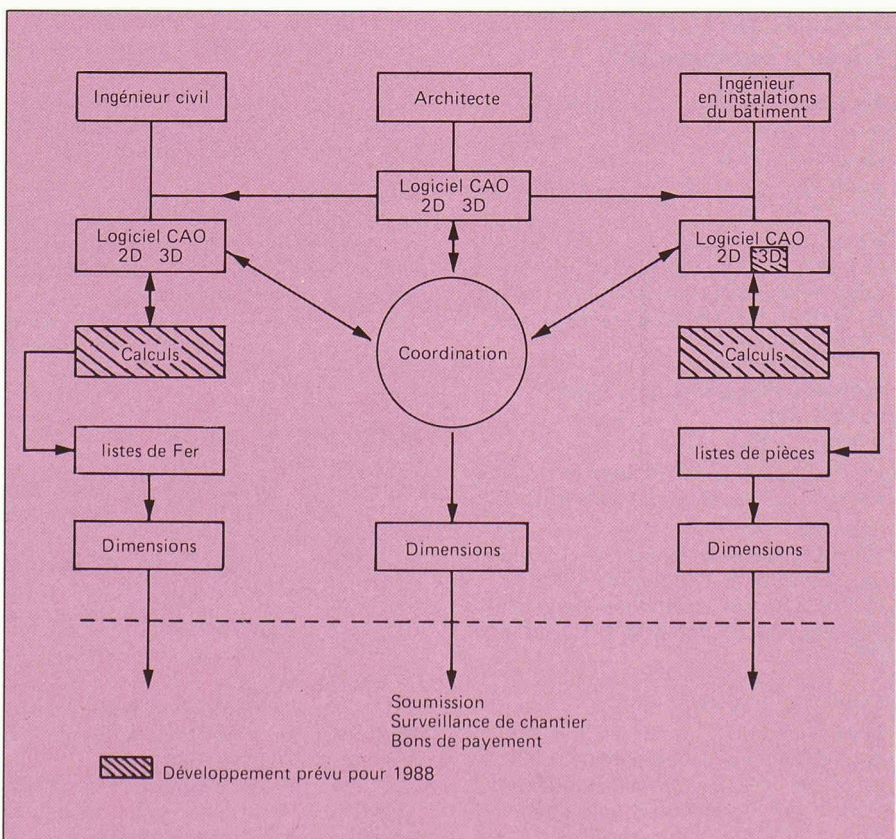 Ingénieur civil
Architecte
Ingénieur
en instalations
du bâtiment
Logiciel CAO
2D 3D
Logiciel CAO
2D 3D
Logiciel CAO
2D 3D
Calculs
Coordination
Calculs
listes de Fer
listes de pièces
Dimensions
Dimensions
Dimensions
Soumission
Surveillance de chantier
Bons de payement
Développement prévu pour 1988